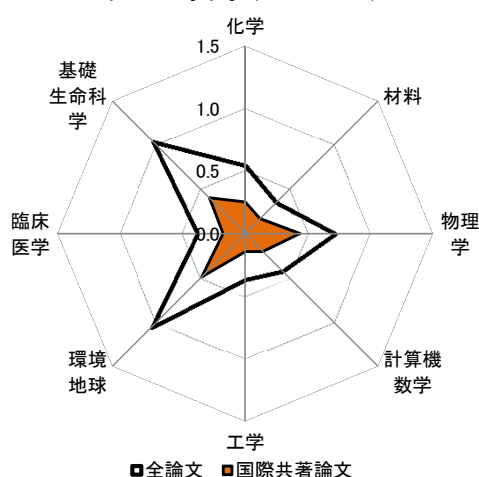 化学
1.5
基礎
生命科
学
1.0
材料
0.5
臨床
医学
0.0
物理
学
環境
地球
計算機
数学
工学
全論文 国際共著論文